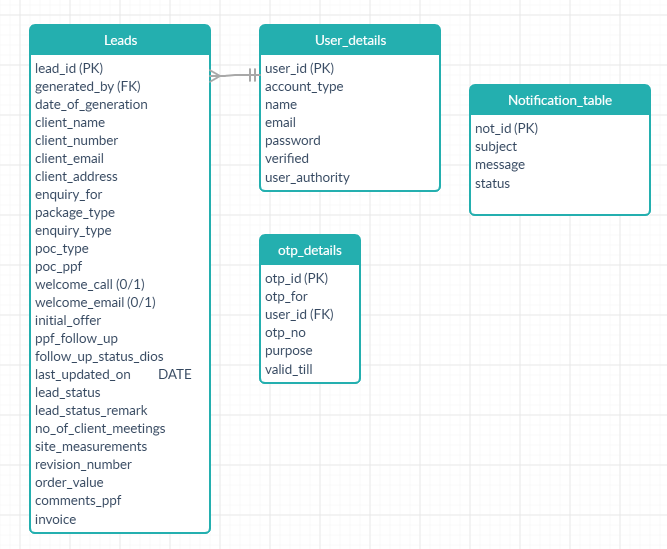 Leads
lead_id (PK)
generated_by (FK)
date_of_generation
client_name
client_number
client_email
client_address
enquiry_for
package_type
enquiry_type
poc_type
poc_ppf
welcome_call (0/1)
welcome_email (0/1)
initial_offer
ppf_follow_up
follow_up_status_dios
last_updated_on DATE
lead_status
lead_status_remark
no_of_client_meetings
site_measurements
revision_number
order_value
comments_ppf
invoice
User_details
user_id (PK)
account_type
name
email
password
verified
user_authority
otp_details
otp_id (PK)
otp_for
user_id (FK)
otp_no
purpose
valid_till
Notification_table
not_id (PK)
subject
message
status